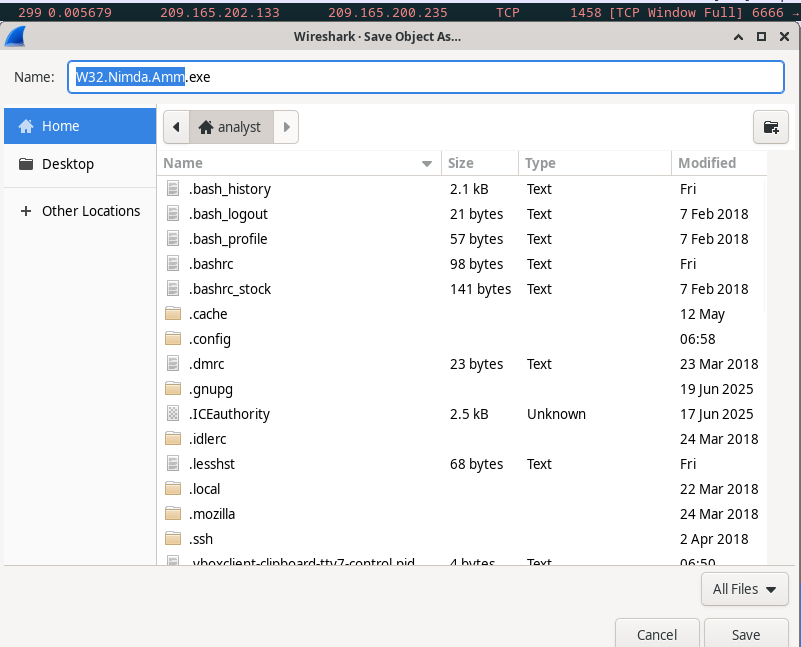 299 0.005679 209.165.202.133 209.165.200.235 TCP 1458 [TCP Window Full] 6666 →
Wireshark · Save Object As...
Name: W32.Nimda.Amm.exe
Home
Desktop
Other Locations
analyst
Name Size Type Modified
.bash_history 2.1 kB Text Fri
.bash_logout 21 bytes Text 7 Feb 2018
.bash_profile 57 bytes Text 7 Feb 2018
.bashrc 98 bytes Text Fri
.bashrc_stock 141 bytes Text 7 Feb 2018
.cache 12 May
.config 06:58
.dmrc 23 bytes Text 23 Mar 2018
.gnupg 19 Jun 2025
.ICEauthority 2.5 kB Unknown 17 Jun 2025
.idlerc 24 Mar 2018
.lesshst 68 bytes Text Fri
.local 22 Mar 2018
.mozilla 24 Mar 2018
.ssh 2 Apr 2018
.vboxclient-clipboard-tty7-control.pid 4 bytes Text 06:50
All Files
Cancel Save